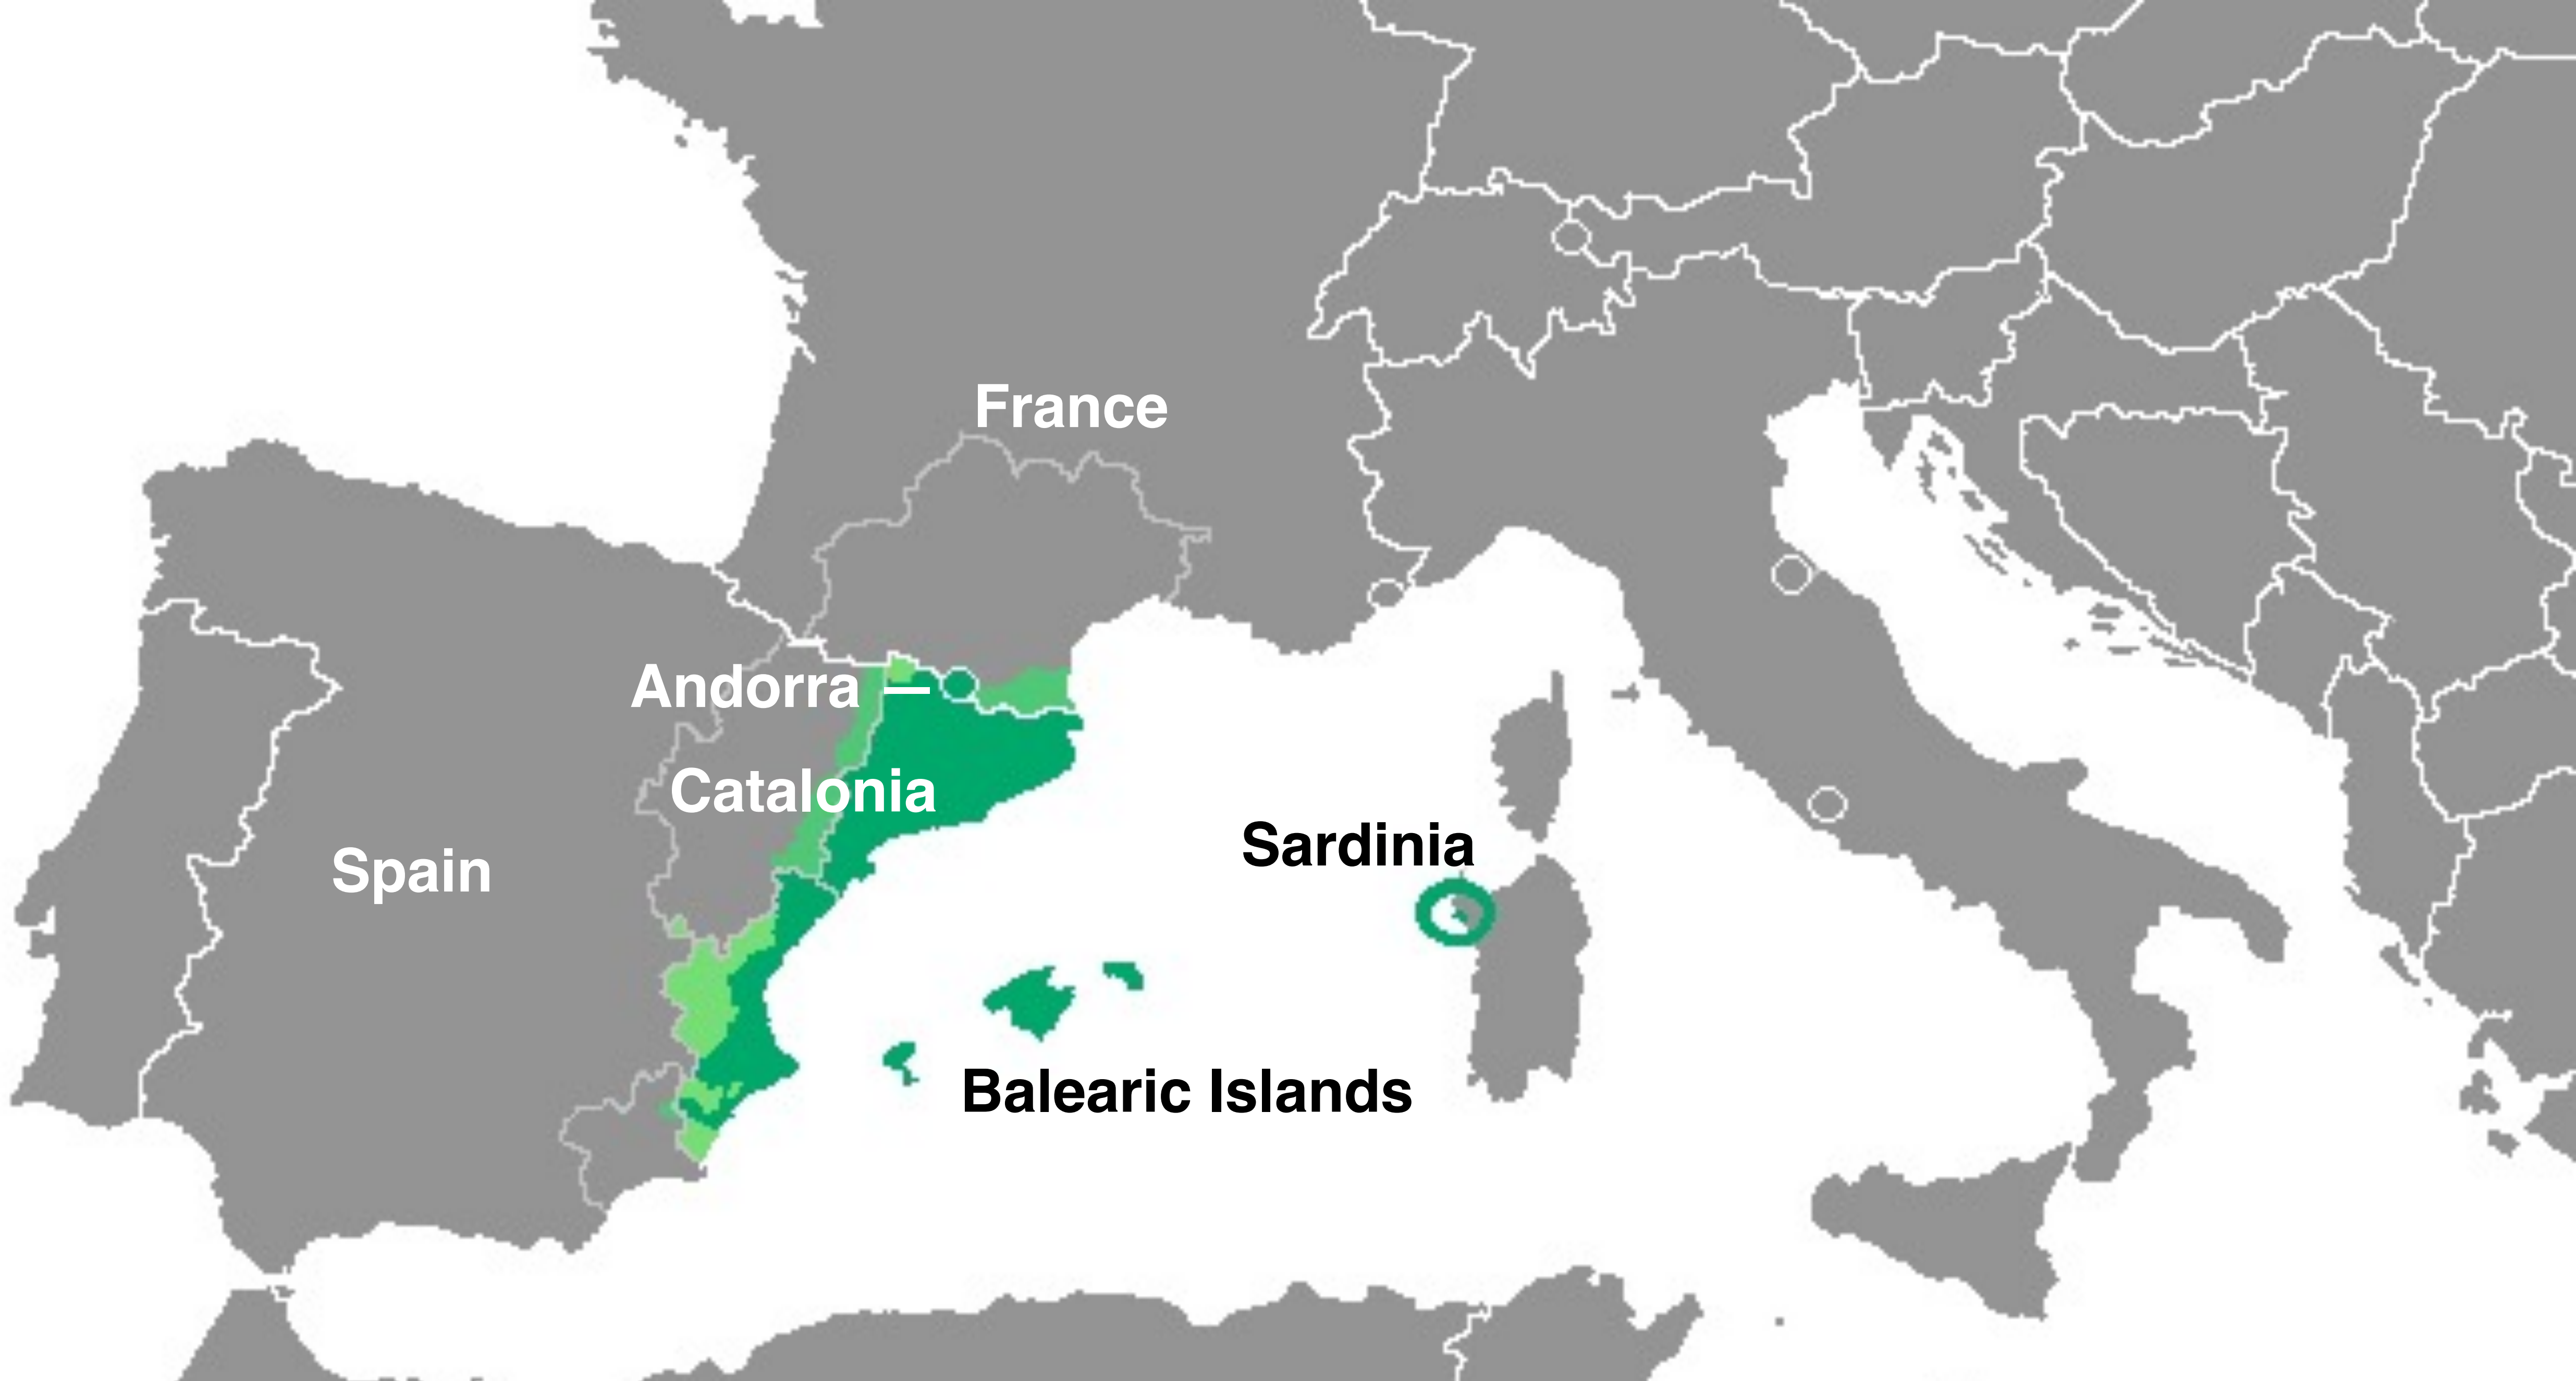 France
Andorra
Catalonia
Sardinia
Spain
Balearic Islands